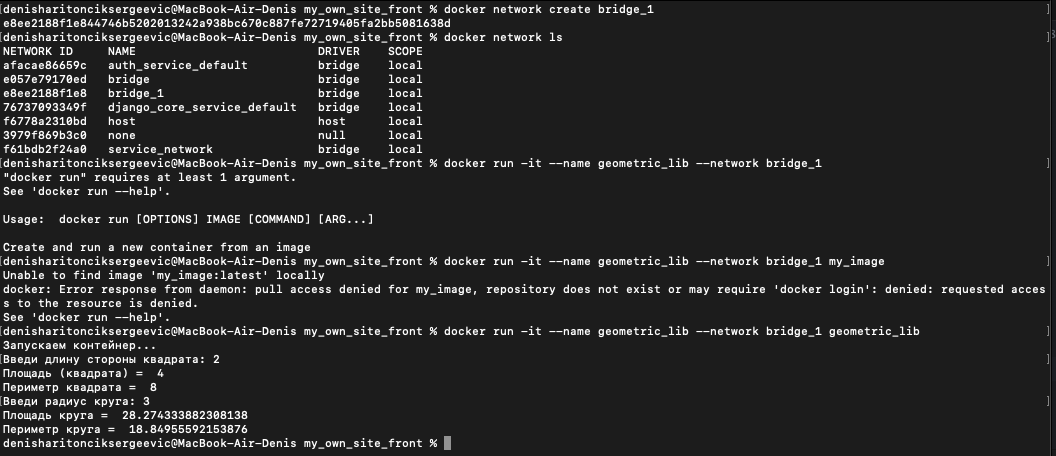 [denisharitonciksergeevic@MacBook-Air-Denis my_own_site_front % docker network create bridge_1 ]
e8ee2188f1e844746b5202013242a938bc670c887fe72719405fa2bb5081638d
[denisharitonciksergeevic@MacBook-Air-Denis my_own_site_front % docker network ls ]
NETWORK ID NAME DRIVER SCOPE
afacae86659c auth_service_default bridge local
e057e79170ed bridge bridge local
e8ee2188f1e8 bridge_1 bridge local
76737093349f django_core_service_default bridge local
f6778a2310bd host host local
3979f869b3c0 none null local
f61bdb2f24a0 service_network bridge local
[denisharitonciksergeevic@MacBook-Air-Denis my_own_site_front % docker run -it --name geometric_lib --network bridge_1 ]
"docker run" requires at least 1 argument.
See 'docker run --help'.
Usage: docker run [OPTIONS] IMAGE [COMMAND] [ARG...]
Create and run a new container from an image
[denisharitonciksergeevic@MacBook-Air-Denis my_own_site_front % docker run -it --name geometric_lib --network bridge_1 my_image ]
Unable to find image 'my_image:latest' locally
docker: Error response from daemon: pull access denied for my_image, repository does not exist or may require 'docker login': denied: requested acces
s to the resource is denied.
See 'docker run --help'.
[denisharitonciksergeevic@MacBook-Air-Denis my_own_site_front % docker run -it --name geometric_lib --network bridge_1 geometric_lib ]
Запускаем контейнер...
[Введи длину стороны квадрата: 2 ]
Площадь (квадрата) = 4
Периметр квадрата = 8
[Введи радиус круга: 3 ]
Площадь круга = 28.274333882308138
Периметр круга = 18.84955592153876
denisharitonciksergeevic@MacBook-Air-Denis my_own_site_front %